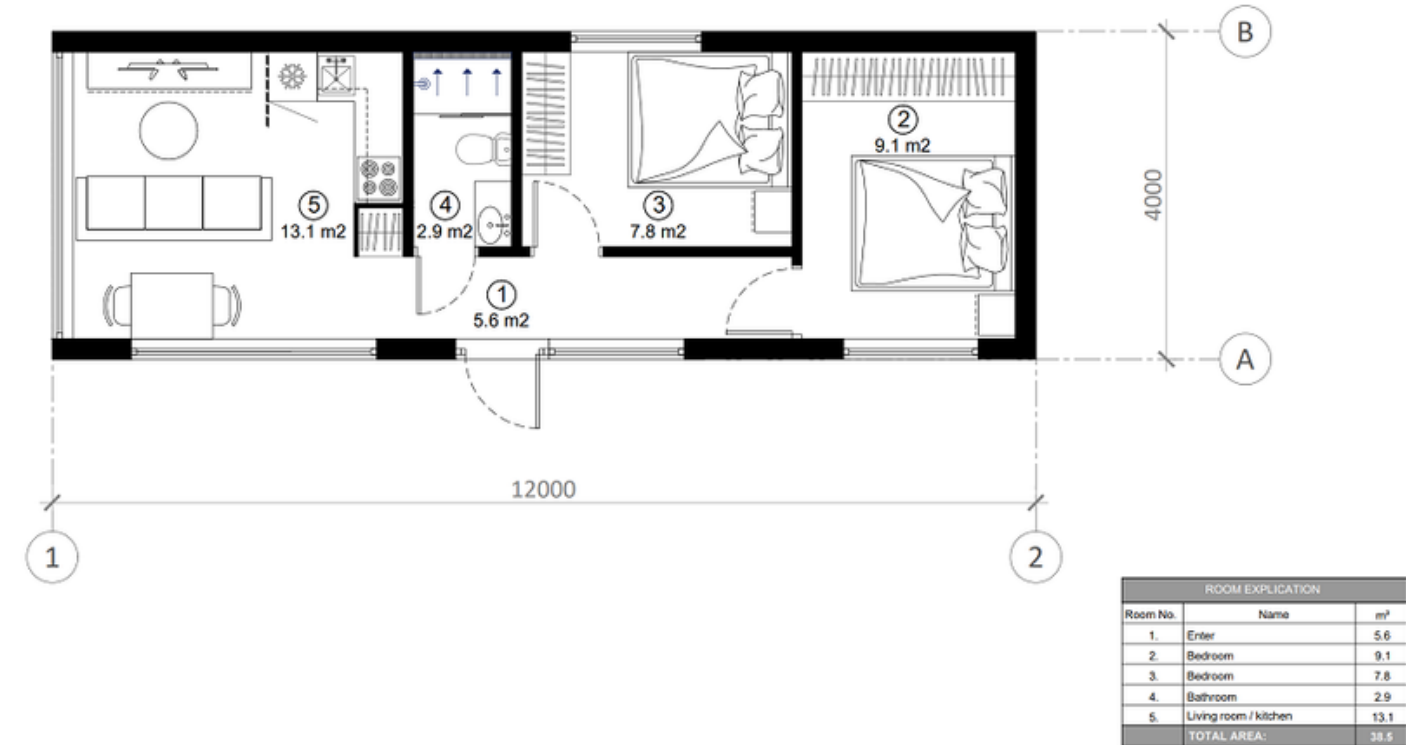 B
2
9.1 m2
4000
5
13.1 m2
4
2.9 m2
3
7.8 m2
1
5.6 m2
A
12000
1
2
ROOM EXPLICATION
Room No. Name m²
1. Enter 5.6
2. Bedroom 9.1
3. Bedroom 7.8
4. Bathroom 2.9
5. Living room / kitchen 13.1
TOTAL AREA: 38.5